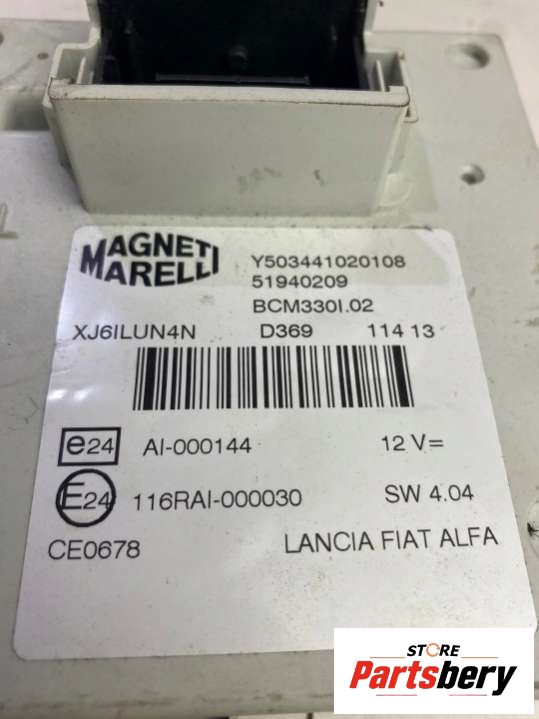 MAGNETI
MARELLI
Y503441020108
51940209
BCM330I.02
XJ6ILUN4N D369 114 13
e24 AI-000144 12 V=
E24 116RAI-000030 SW 4.04
CE0678 LANCIA FIAT ALFA
STORE
Partsbery